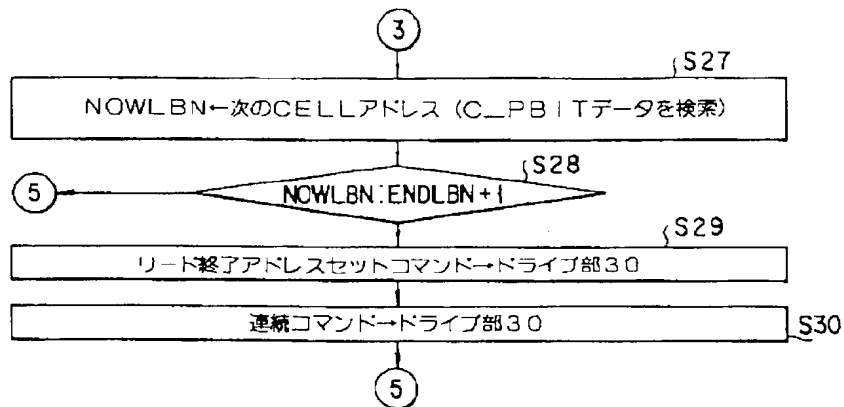 3
S27
NOWLBN←次のCELLアドレス（C_PBITデータを検索）
S28
5
NOWLBN:ENDLBN+1
S29
リード終了アドレスセットコマンド→ドライブ部30
連続コマンド→ドライブ部30
S30
5